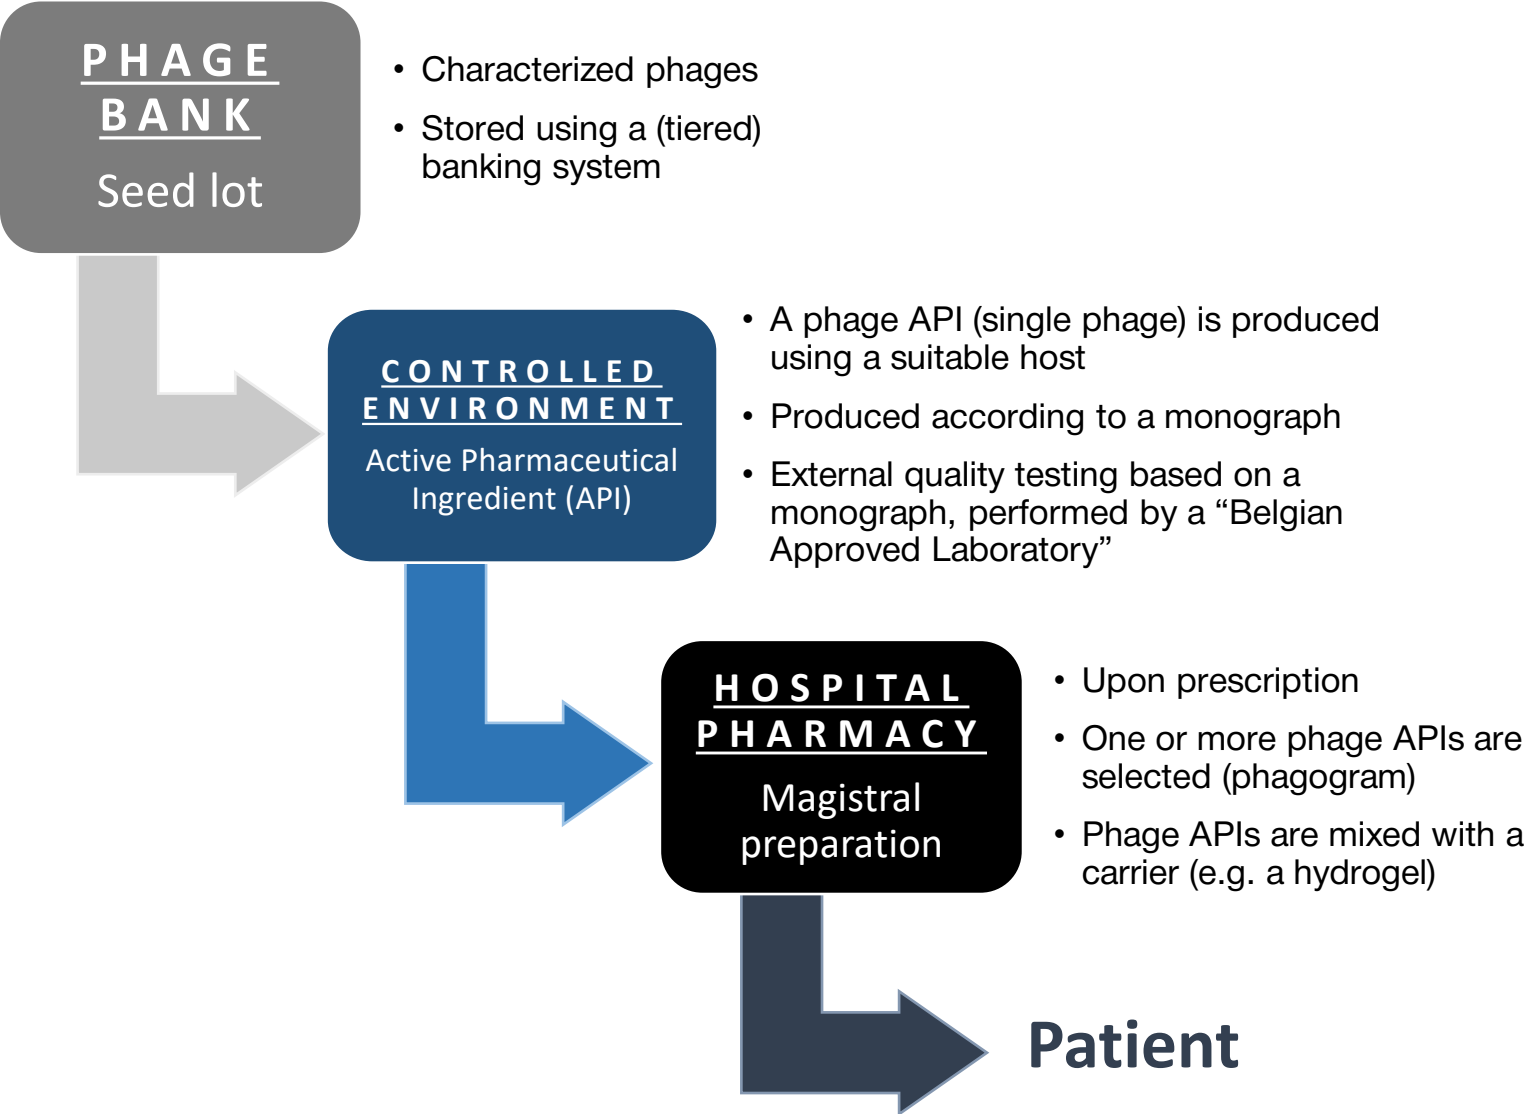 PHAGE
BANK
Seed lot
• Characterized phages
• Stored using a (tiered)
banking system
CONTROLLED
ENVIRONMENT
Active Pharmaceutical
Ingredient (API)
• A phage API (single phage) is produced
using a suitable host
• Produced according to a monograph
• External quality testing based on a
monograph, performed by a “Belgian
Approved Laboratory”
HOSPITAL
PHARMACY
Magistral
preparation
• Upon prescription
• One or more phage APIs are
selected (phagogram)
• Phage APIs are mixed with a
carrier (e.g. a hydrogel)
Patient